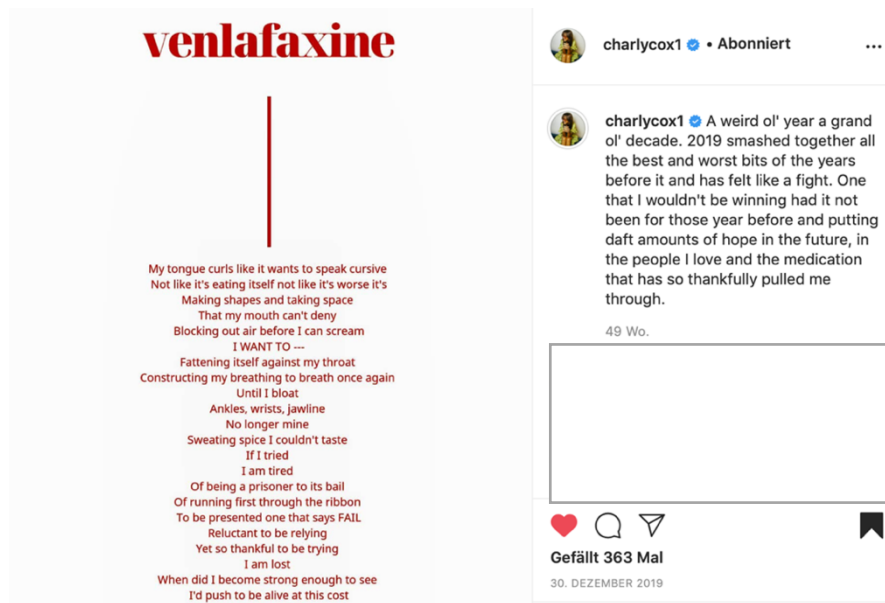 venlafaxine
My tongue curls like it wants to speak cursive
Not like it's eating itself not like it's worse it's
Making shapes and taking space
That my mouth can't deny
Blocking out air before I can scream
I WANT TO ---
Fattening itself against my throat
Constructing my breathing to breath once again
Until I bloat
Ankles, wrists, jawline
No longer mine
Sweating spice I couldn't taste
If I tried
I am tired
Of being a prisoner to its bail
Of running first through the ribbon
To be presented one that says FAIL
Reluctant to be relying
Yet so thankful to be trying
I am lost
When did I become strong enough to see
I'd push to be alive at this cost
charlycox1 • Abonniert
charlycox1 A weird ol' year a grand
ol' decade. 2019 smashed together all
the best and worst bits of the years
before it and has felt like a fight. One
that I wouldn't be winning had it not
been for those year before and putting
daft amounts of hope in the future, in
the people I love and the medication
that has so thankfully pulled me
through.
49 Wo.
Gefällt 363 Mal
30. DEZEMBER 2019